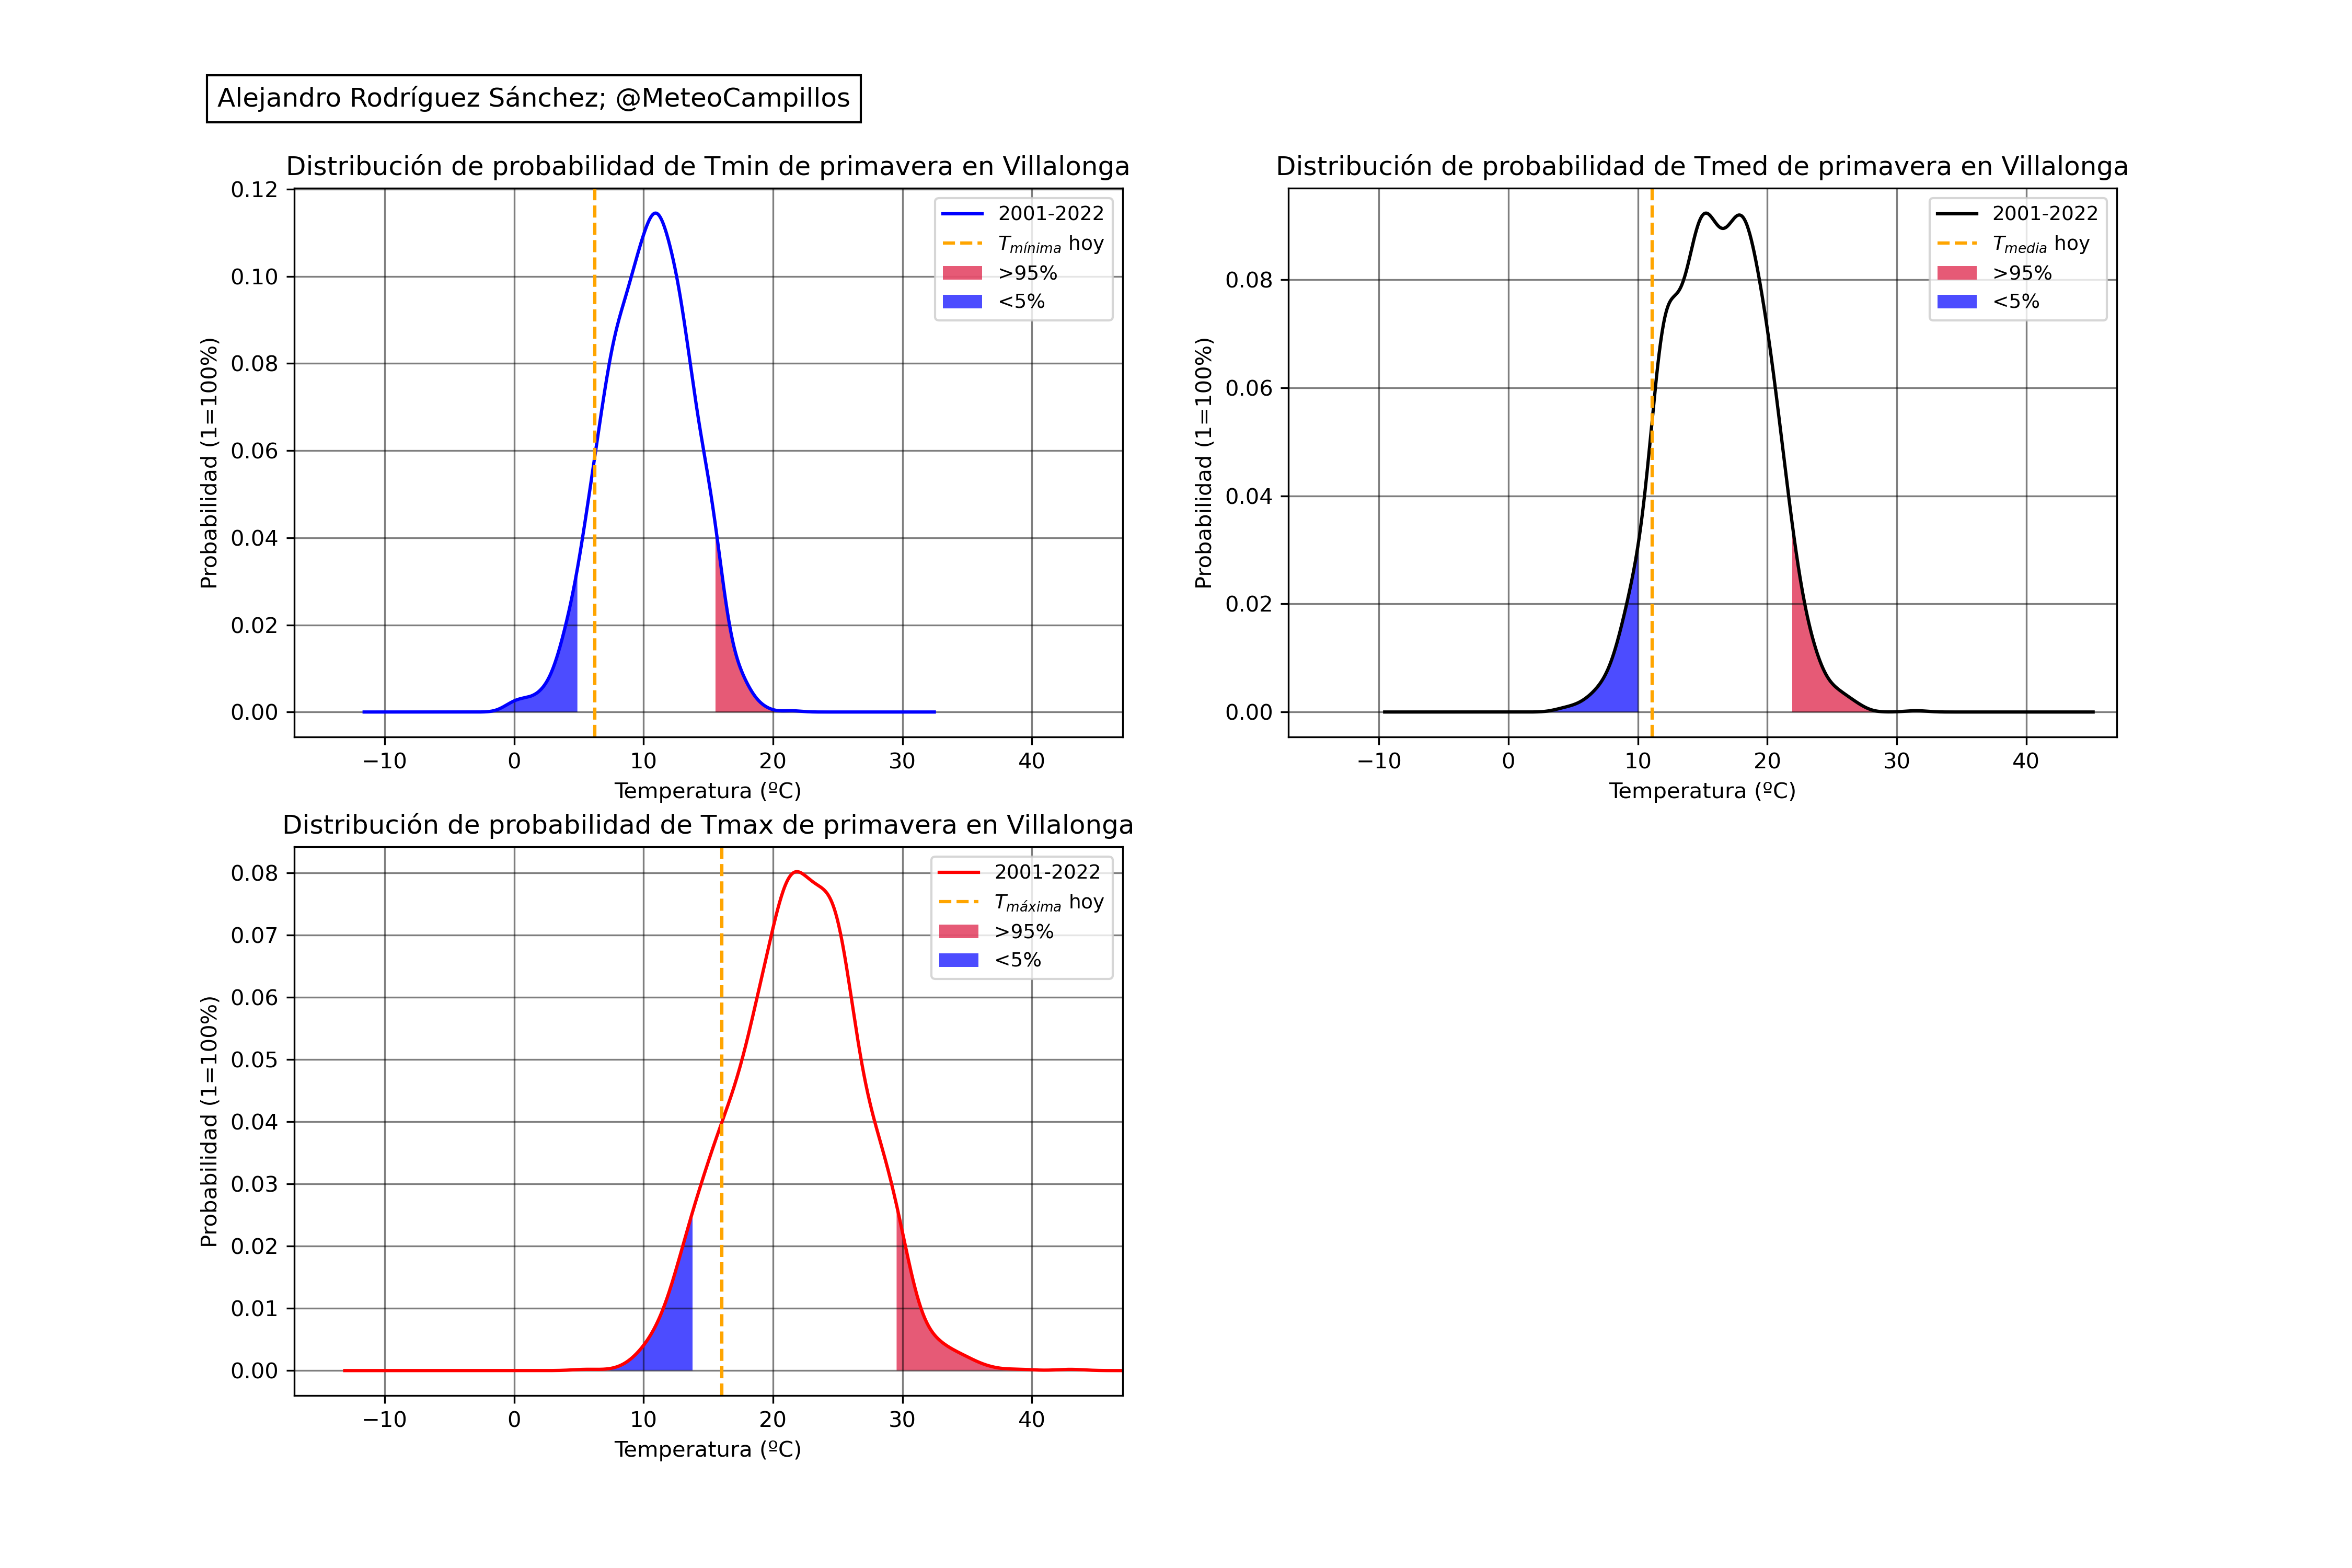 Alejandro Rodríguez Sánchez; @MeteoCampillos
Distribución de probabilidad de Tmin de primavera en Villalonga
0.12
0.10
0.08
0.06
0.04
0.02
0.00
Probabilidad (1=100%)
−10 0 10 20 30 40
Temperatura (ºC)
2001-2022
Tmínima hoy
>95%
<5%
Distribución de probabilidad de Tmed de primavera en Villalonga
0.08
0.06
0.04
0.02
0.00
Probabilidad (1=100%)
−10 0 10 20 30 40
Temperatura (ºC)
2001-2022
Tmedia hoy
>95%
<5%
Distribución de probabilidad de Tmax de primavera en Villalonga
0.08
0.07
0.06
0.05
0.04
0.03
0.02
0.01
0.00
Probabilidad (1=100%)
−10 0 10 20 30 40
Temperatura (ºC)
2001-2022
Tmáxima hoy
>95%
<5%